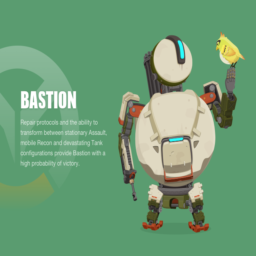 BASTION
Repair protocols and the ability to
transform between stationary Assault,
mobile Recon and devastating Tank
configurations provide Bastion with a
high probability of victory.